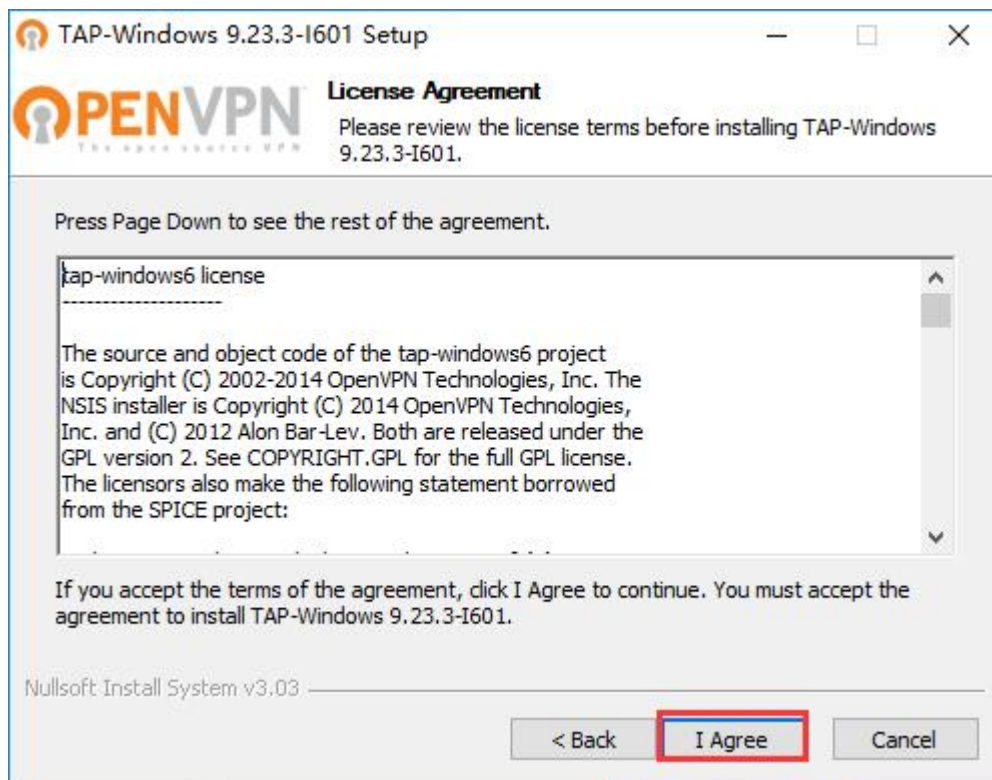 TAP-Windows 9.23.3-I601 Setup
OPENVPN
The open source VPN
License Agreement
Please review the license terms before installing TAP-Windows
9.23.3-I601.
Press Page Down to see the rest of the agreement.
tap-windows6 license
--------------------
The source and object code of the tap-windows6 project
is Copyright (C) 2002-2014 OpenVPN Technologies, Inc. The
NSIS installer is Copyright (C) 2014 OpenVPN Technologies,
Inc. and (C) 2012 Alon Bar-Lev. Both are released under the
GPL version 2. See COPYRIGHT.GPL for the full GPL license.
The licensors also make the following statement borrowed
from the SPICE project:
If you accept the terms of the agreement, click I Agree to continue. You must accept the
agreement to install TAP-Windows 9.23.3-I601.
Nullsoft Install System v3.03
< Back
I Agree
Cancel